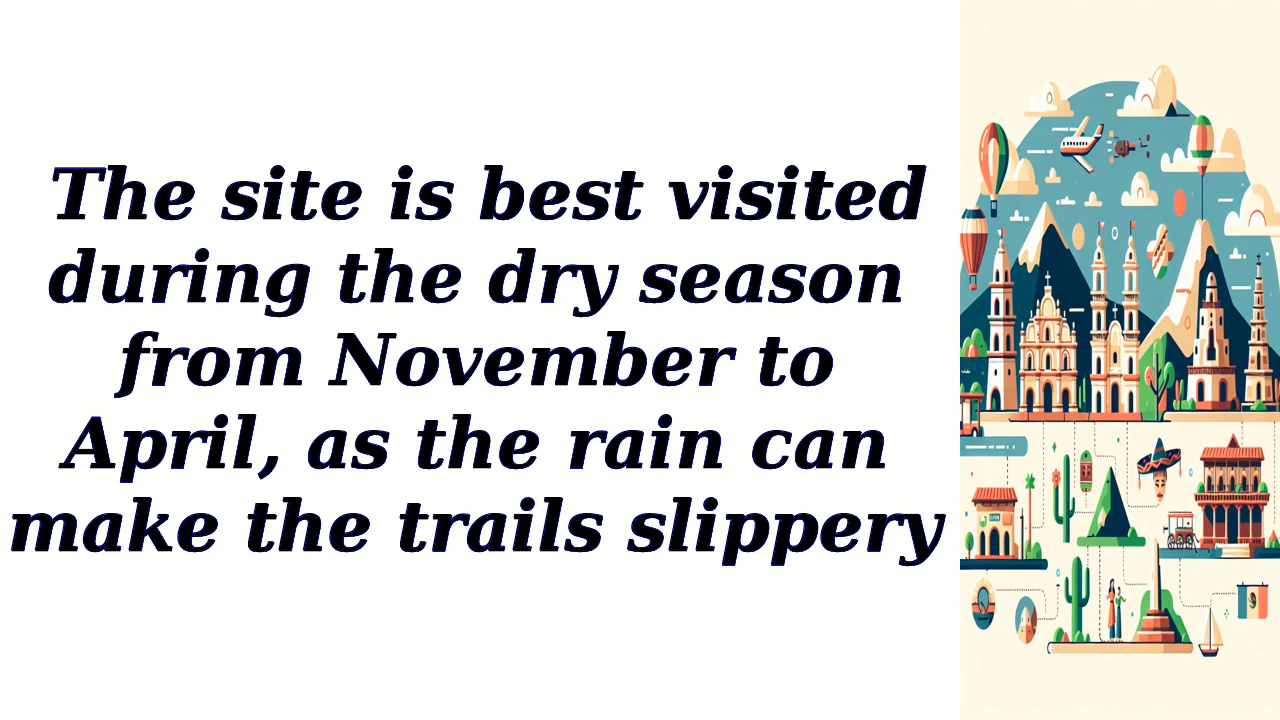 The site is best visited
during the dry season
from November to
April, as the rain can
make the trails slippery